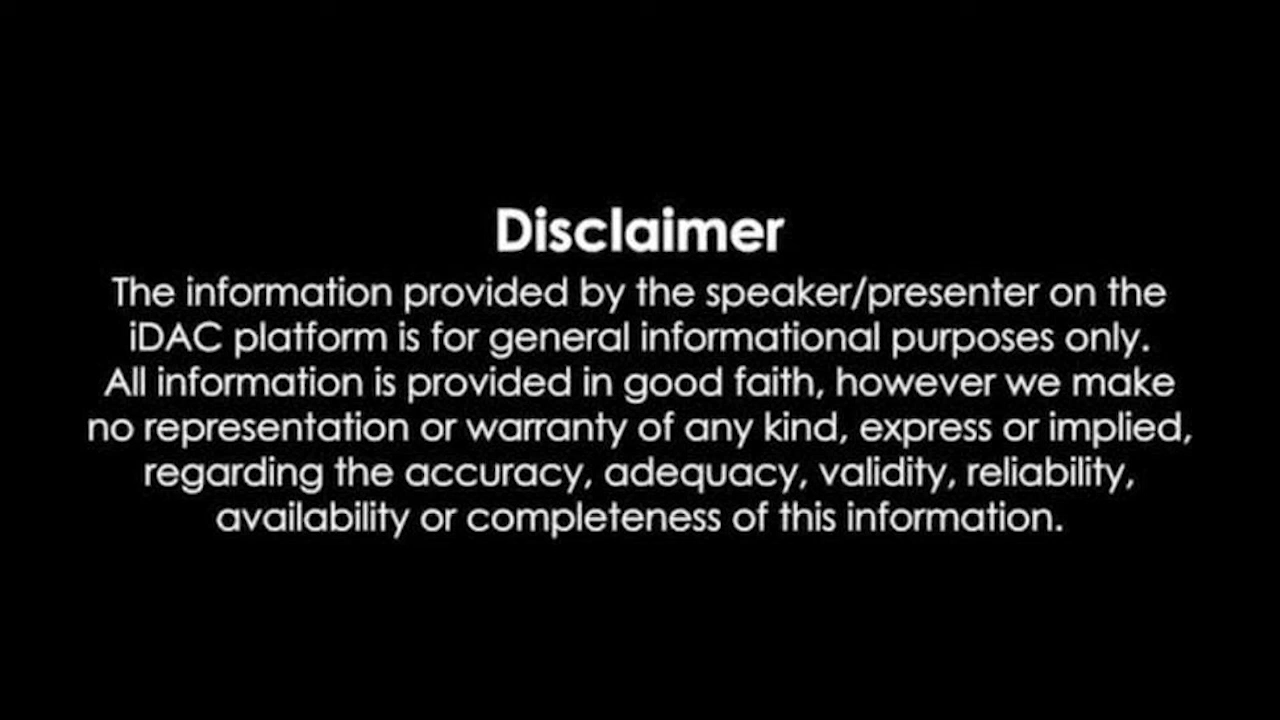 Disclaimer
The information provided by the speaker/presenter on the
iDAC platform is for general informational purposes only.
All information is provided in good faith, however we make
no representation or warranty of any kind, express or implied,
regarding the accuracy, adequacy, validity, reliability,
availability or completeness of this information.